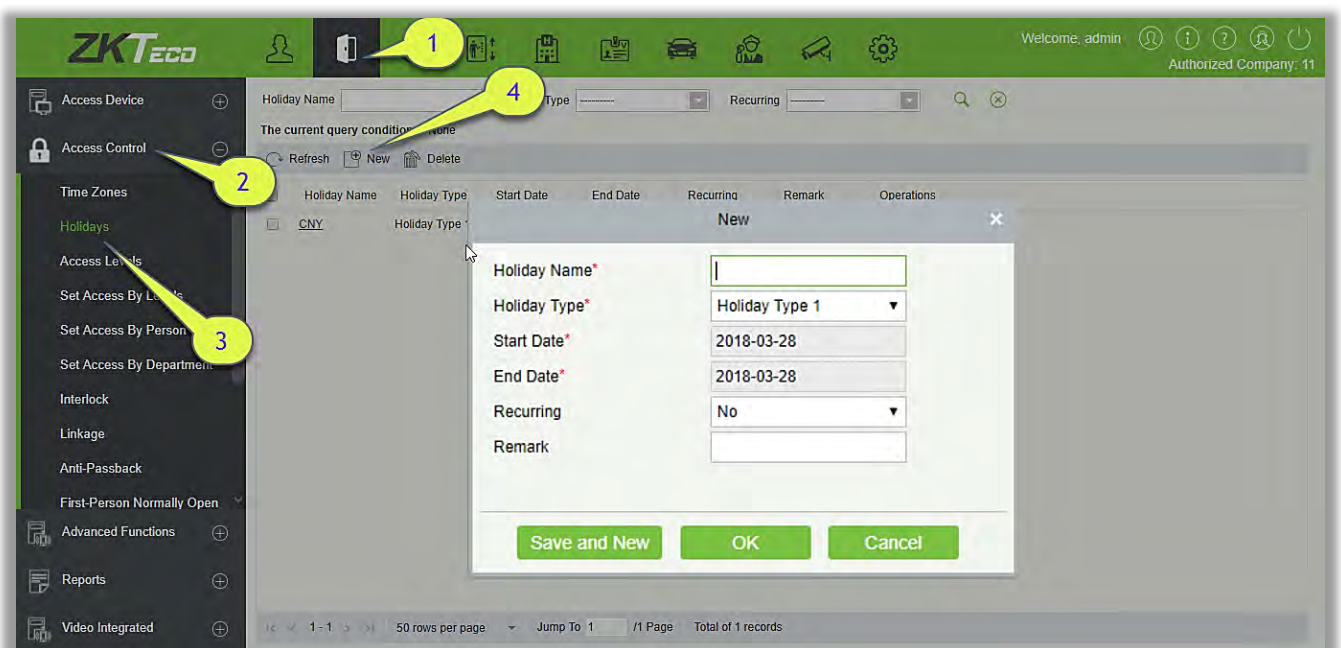 ZKTECO
1
Welcome, admin
Authorized Company: 11
Access Device
Access Control
2
Time Zones
Holidays
Access Levels
Set Access By Levels
Set Access By Person
3
Set Access By Department
Interlock
Linkage
Anti-Passback
First-Person Normally Open
Advanced Functions
Reports
Video Integrated
Holiday Name 4 Type ---------- Recurring ----------
The current query conditions None
Refresh New Delete
Holiday Name Holiday Type Start Date End Date Recurring Remark Operations
CNY Holiday Type
New
Holiday Name*
Holiday Type* Holiday Type 1
Start Date* 2018-03-28
End Date* 2018-03-28
Recurring No
Remark
Save and New OK Cancel
1 - 1 50 rows per page Jump To 1 /1 Page Total of 1 records